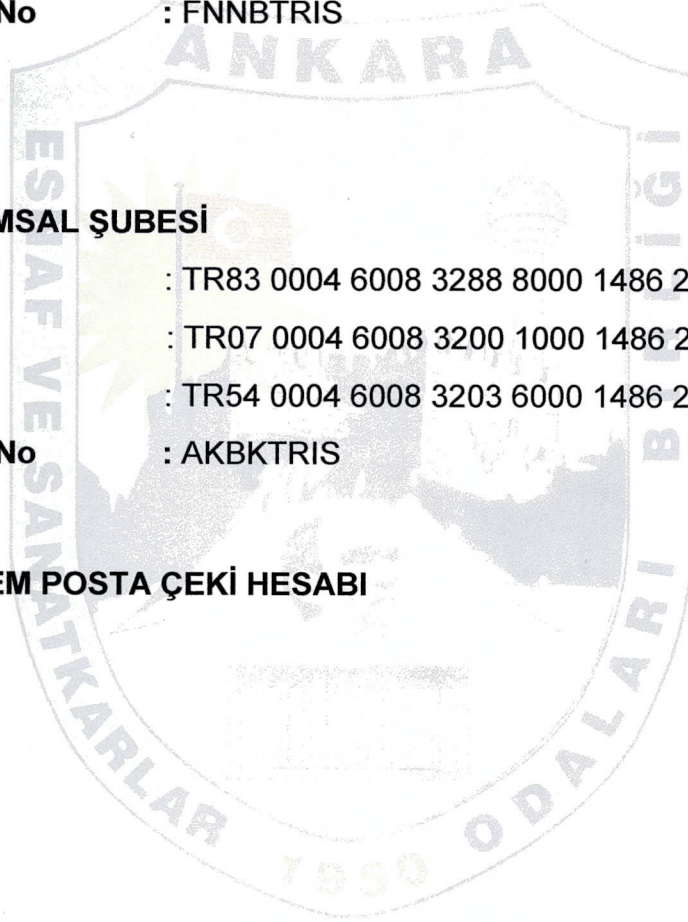 No : FNNBTRIS
MSAL ŞUBESİ
: TR83 0004 6008 3288 8000 1486 2
: TR07 0004 6008 3200 1000 1486 2
: TR54 0004 6008 3203 6000 1486 2
No : AKBKTRIS
EM POSTA ÇEKİ HESABI
ANKARA
ESNAF VE SANATKARLAR
ODALARI BİRLİĞİ
1950